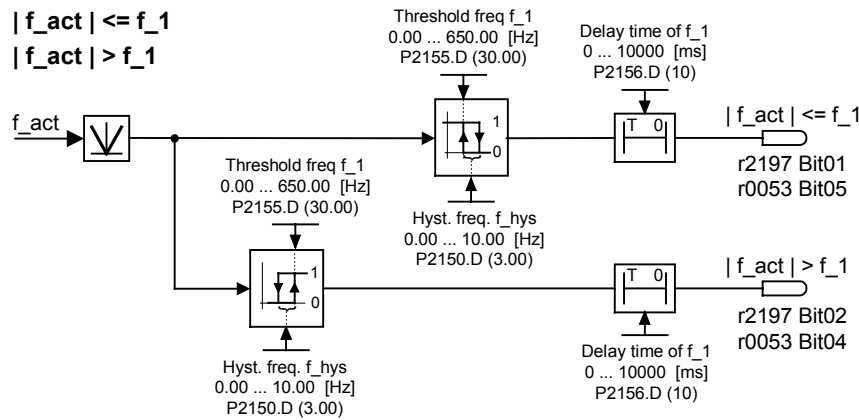 | f_act | <= f_1
| f_act | > f_1
Threshold freq f_1
0.00 ... 650.00 [Hz]
P2155.D (30.00)
Delay time of f_1
0 ... 10000 [ms]
P2156.D (10)
f_act
1
0
T 0
| f_act | <= f_1
r2197 Bit01
r0053 Bit05
Hyst. freq. f_hys
0.00 ... 10.00 [Hz]
P2150.D (3.00)
Threshold freq f_1
0.00 ... 650.00 [Hz]
P2155.D (30.00)
1
0
T 0
| f_act | > f_1
r2197 Bit02
r0053 Bit04
Hyst. freq. f_hys
0.00 ... 10.00 [Hz]
P2150.D (3.00)
Delay time of f_1
0 ... 10000 [ms]
P2156.D (10)